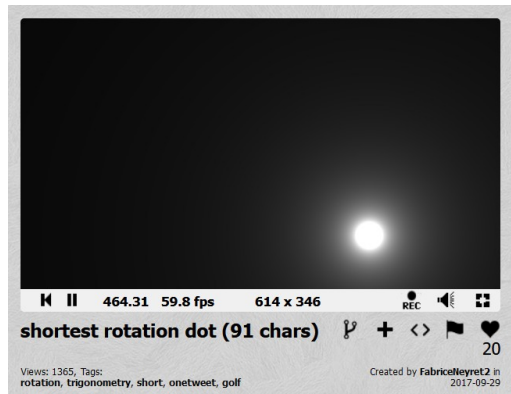 464.31 59.8 fps 614 x 346 REC
shortest rotation dot (91 chars)
20
Views: 1365, Tags:
rotation, trigonometry, short, onetweet, golf
Created by FabriceNeyret2 in
2017-09-29